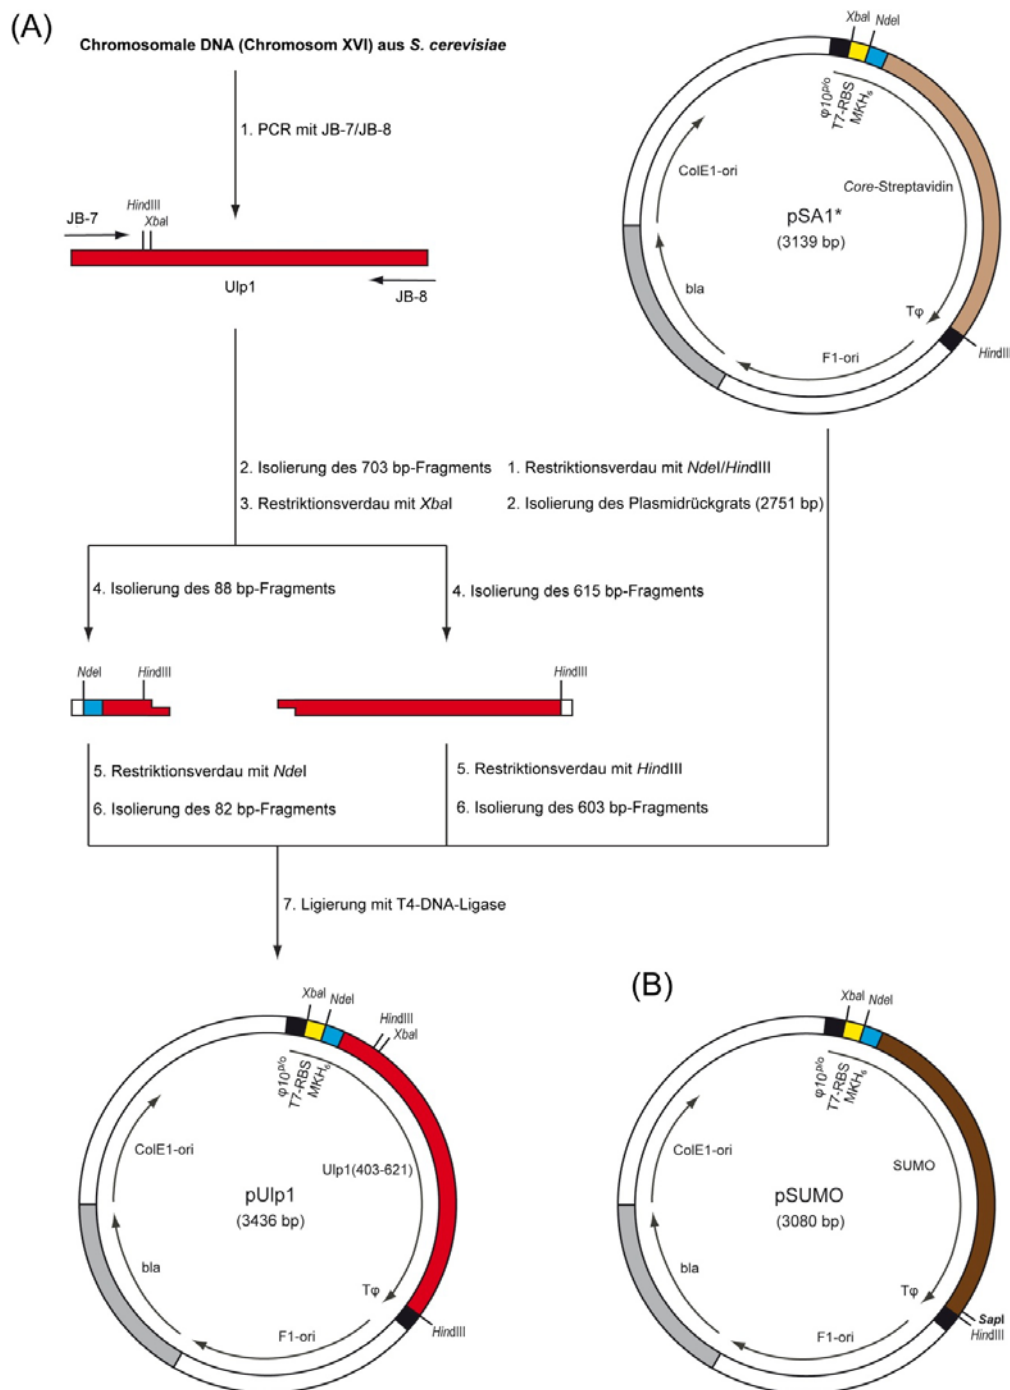 (A)
Chromosomale DNA (Chromosom XVI) aus S. cerevisiae
1. PCR mit JB-7/JB-8
HindIII
XbaI
JB-7
Ulp1
JB-8
XbaI
NdeI
φ10p/o
T7-RBS
MKH6
ColE1-ori
Core-Streptavidin
pSA1*
(3139 bp)
bla
Tφ
F1-ori
HindIII
2. Isolierung des 703 bp-Fragments
3. Restriktionsverdau mit XbaI
1. Restriktionsverdau mit NdeI/HindIII
2. Isolierung des Plasmidrückgrats (2751 bp)
4. Isolierung des 88 bp-Fragments
4. Isolierung des 615 bp-Fragments
NdeI
HindIII
HindIII
5. Restriktionsverdau mit NdeI
6. Isolierung des 82 bp-Fragments
5. Restriktionsverdau mit HindIII
6. Isolierung des 603 bp-Fragments
7. Ligierung mit T4-DNA-Ligase
XbaI
NdeI
HindIII
XbaI
φ10p/o
T7-RBS
MKH6
ColE1-ori
Ulp1(403-621)
pUlp1
(3436 bp)
bla
Tφ
F1-ori
HindIII
(B)
XbaI
NdeI
φ10p/o
T7-RBS
MKH6
ColE1-ori
SUMO
pSUMO
(3080 bp)
bla
Tφ
F1-ori
SapI
HindIII